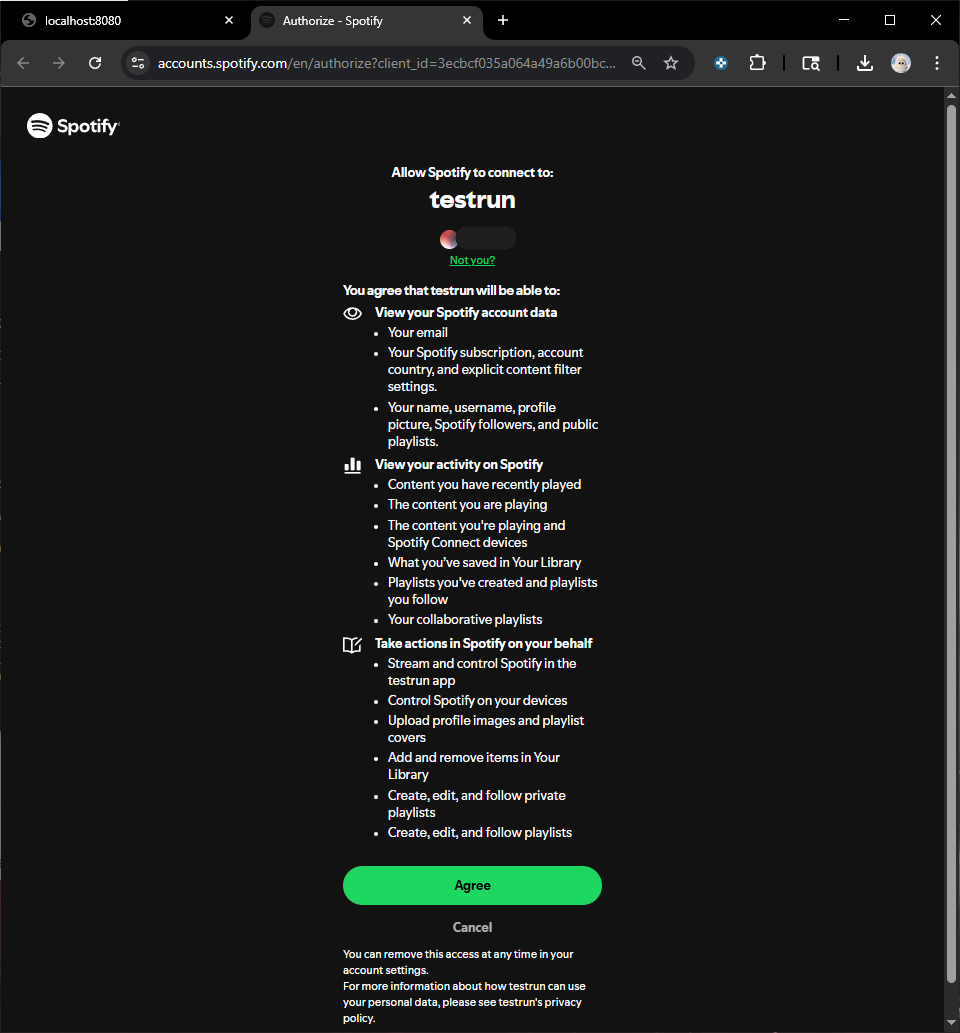 localhost:8080
Authorize - Spotify
accounts.spotify.com/en/authorize?client_id=3ecbcf035a064a49a6b00bc...
Spotify
Allow Spotify to connect to:
testrun
Not you?
You agree that testrun will be able to:
View your Spotify account data
• Your email
• Your Spotify subscription, account
country, and explicit content filter
settings.
• Your name, username, profile
picture, Spotify followers, and public
playlists.
View your activity on Spotify
• Content you have recently played
• The content you are playing
• The content you're playing and
Spotify Connect devices
• What you've saved in Your Library
• Playlists you've created and playlists
you follow
• Your collaborative playlists
Take actions in Spotify on your behalf
• Stream and control Spotify in the
testrun app
• Control Spotify on your devices
• Upload profile images and playlist
covers
• Add and remove items in Your
Library
• Create, edit, and follow private
playlists
• Create, edit, and follow playlists
Agree
Cancel
You can remove this access at any time in your
account settings.
For more information about how testrun can use
your personal data, please see testrun's privacy
policy.